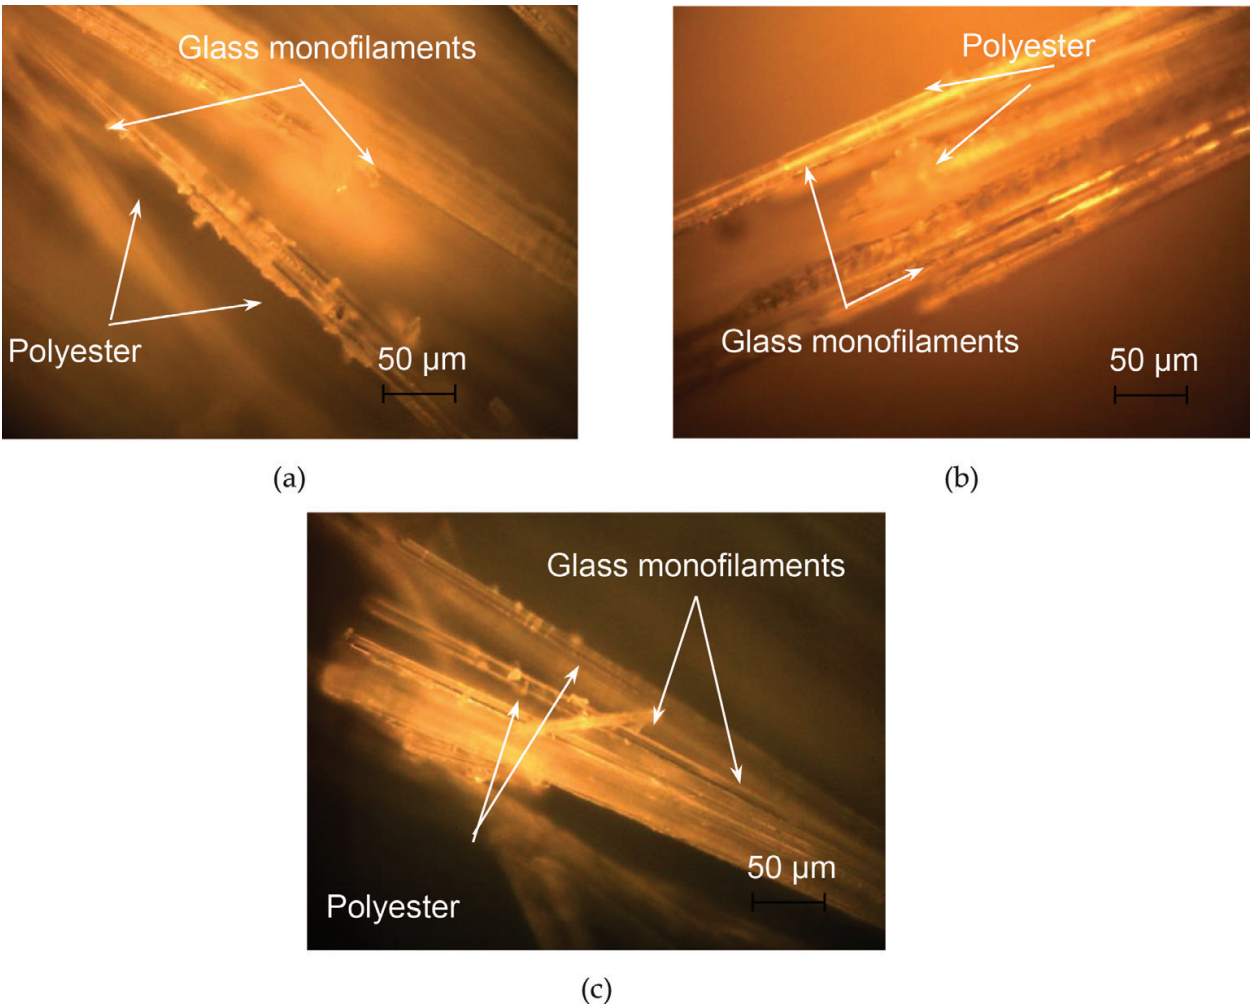 Glass monofilaments
Polyester
50 µm
(a)
Polyester
Glass monofilaments
50 µm
(b)
Glass monofilaments
50 µm
Polyester
(c)